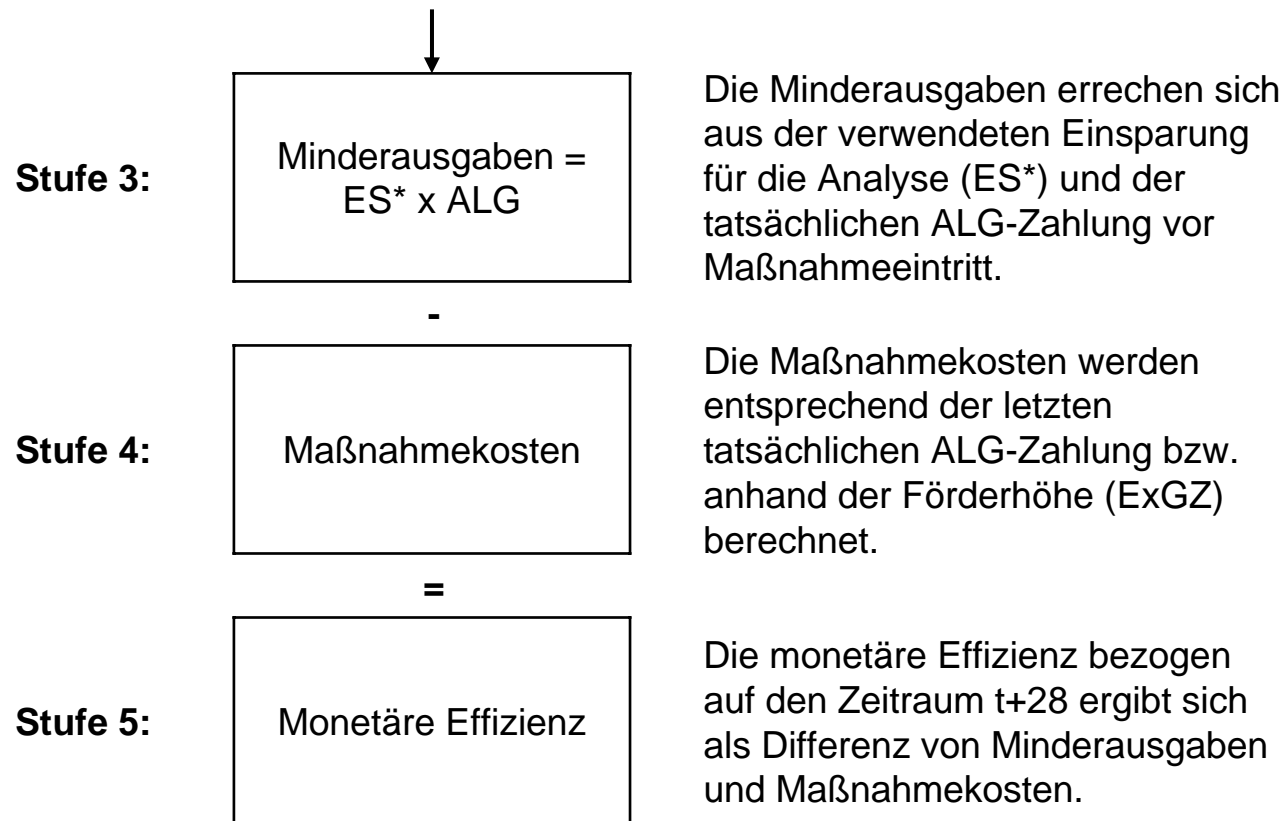 Stufe 3:
Minderausgaben =
ES* x ALG
Die Minderausgaben errechen sich
aus der verwendeten Einsparung
für die Analyse (ES*) und der
tatsächlichen ALG-Zahlung vor
Maßnahmeeintritt.
-
Stufe 4:
Maßnahmekosten
Die Maßnahmekosten werden
entsprechend der letzten
tatsächlichen ALG-Zahlung bzw.
anhand der Förderhöhe (ExGZ)
berechnet.
=
Stufe 5:
Monetäre Effizienz
Die monetäre Effizienz bezogen
auf den Zeitraum t+28 ergibt sich
als Differenz von Minderausgaben
und Maßnahmekosten.